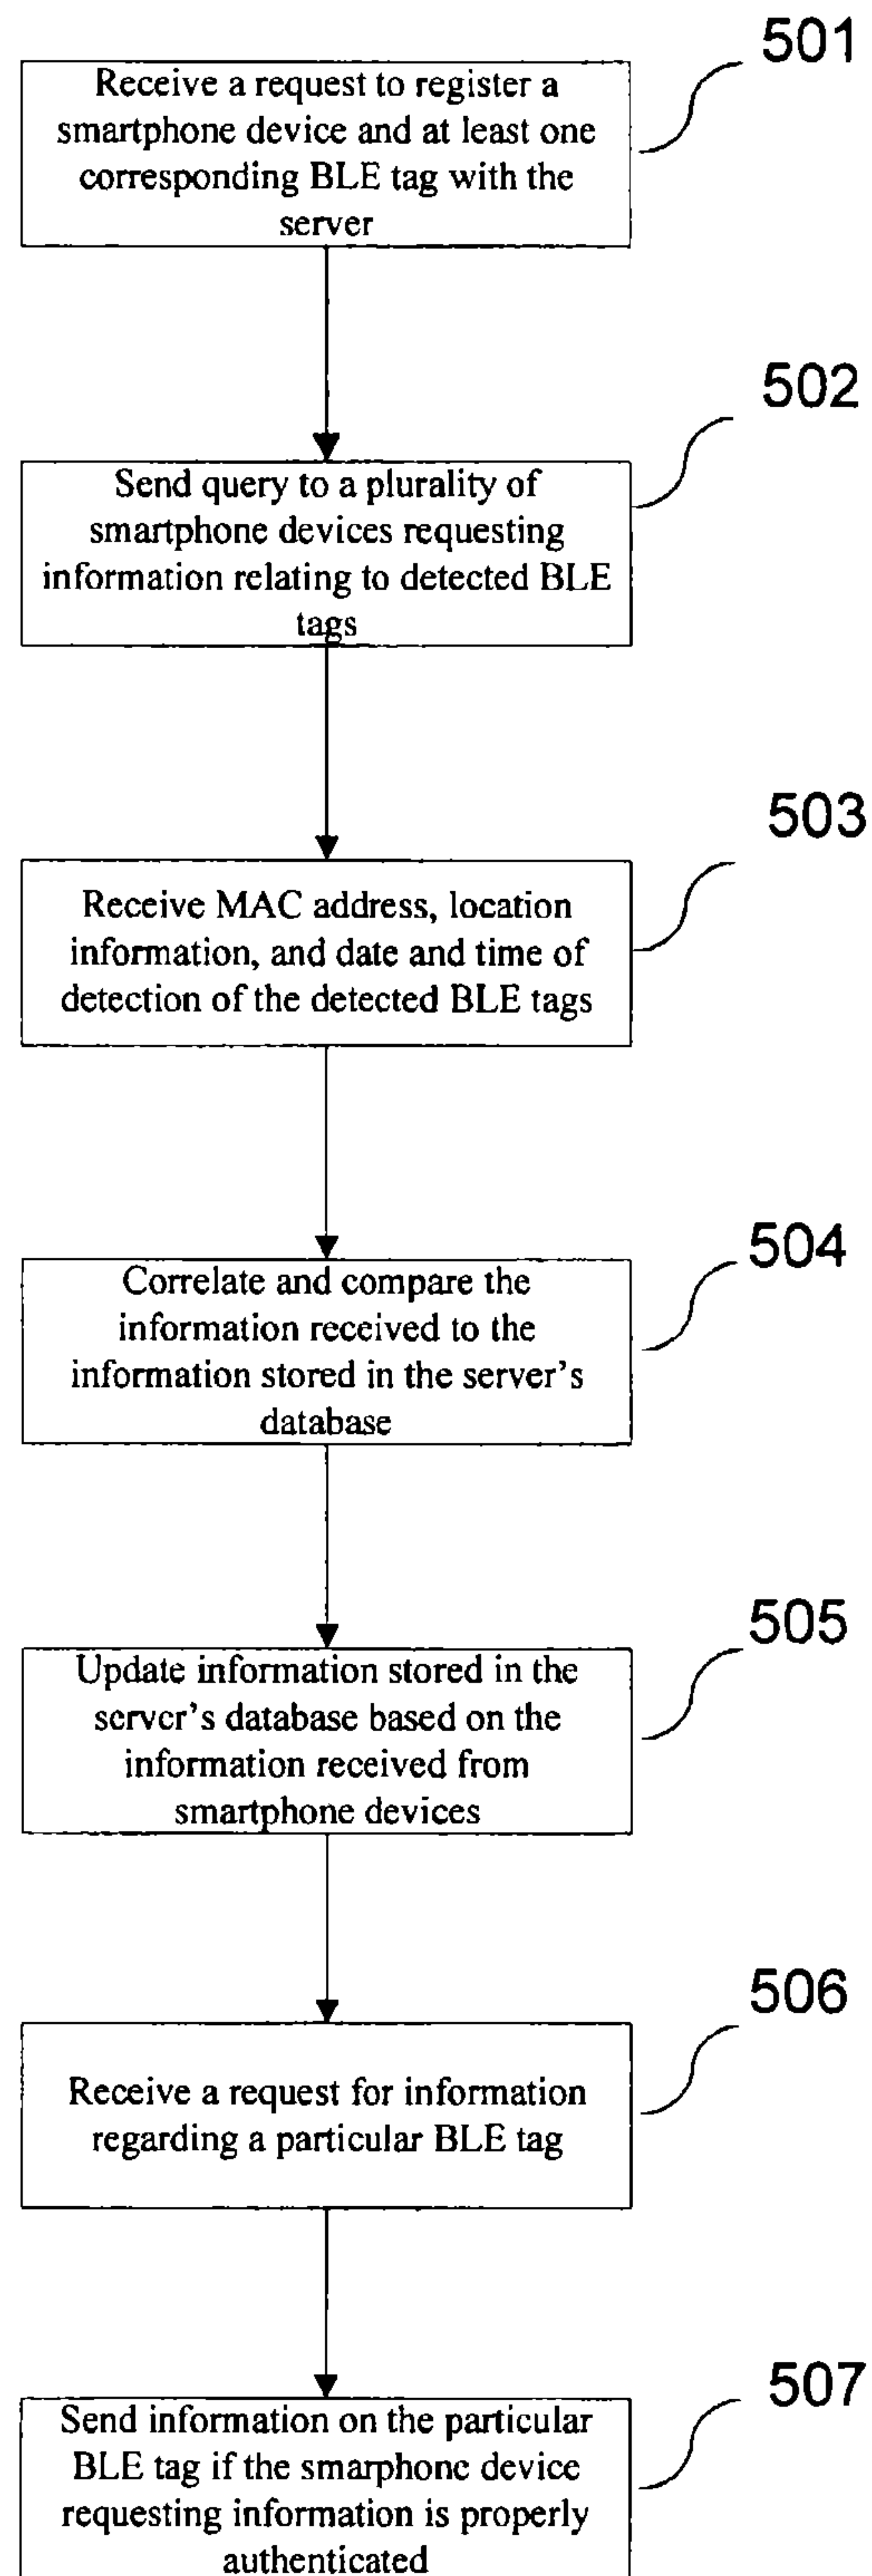 501
Receive a request to register a
smartphone device and at least one
corresponding BLE tag with the
server
502
Send query to a plurality of
smartphone devices requesting
information relating to detected BLE
tags
503
Receive MAC address, location
information, and date and time of
detection of the detected BLE tags
504
Correlate and compare the
information received to the
information stored in the server's
database
505
Update information stored in the
server's database based on the
information received from
smartphone devices
506
Receive a request for information
regarding a particular BLE tag
507
Send information on the particular
BLE tag if the smarphone device
requesting information is properly
authenticated